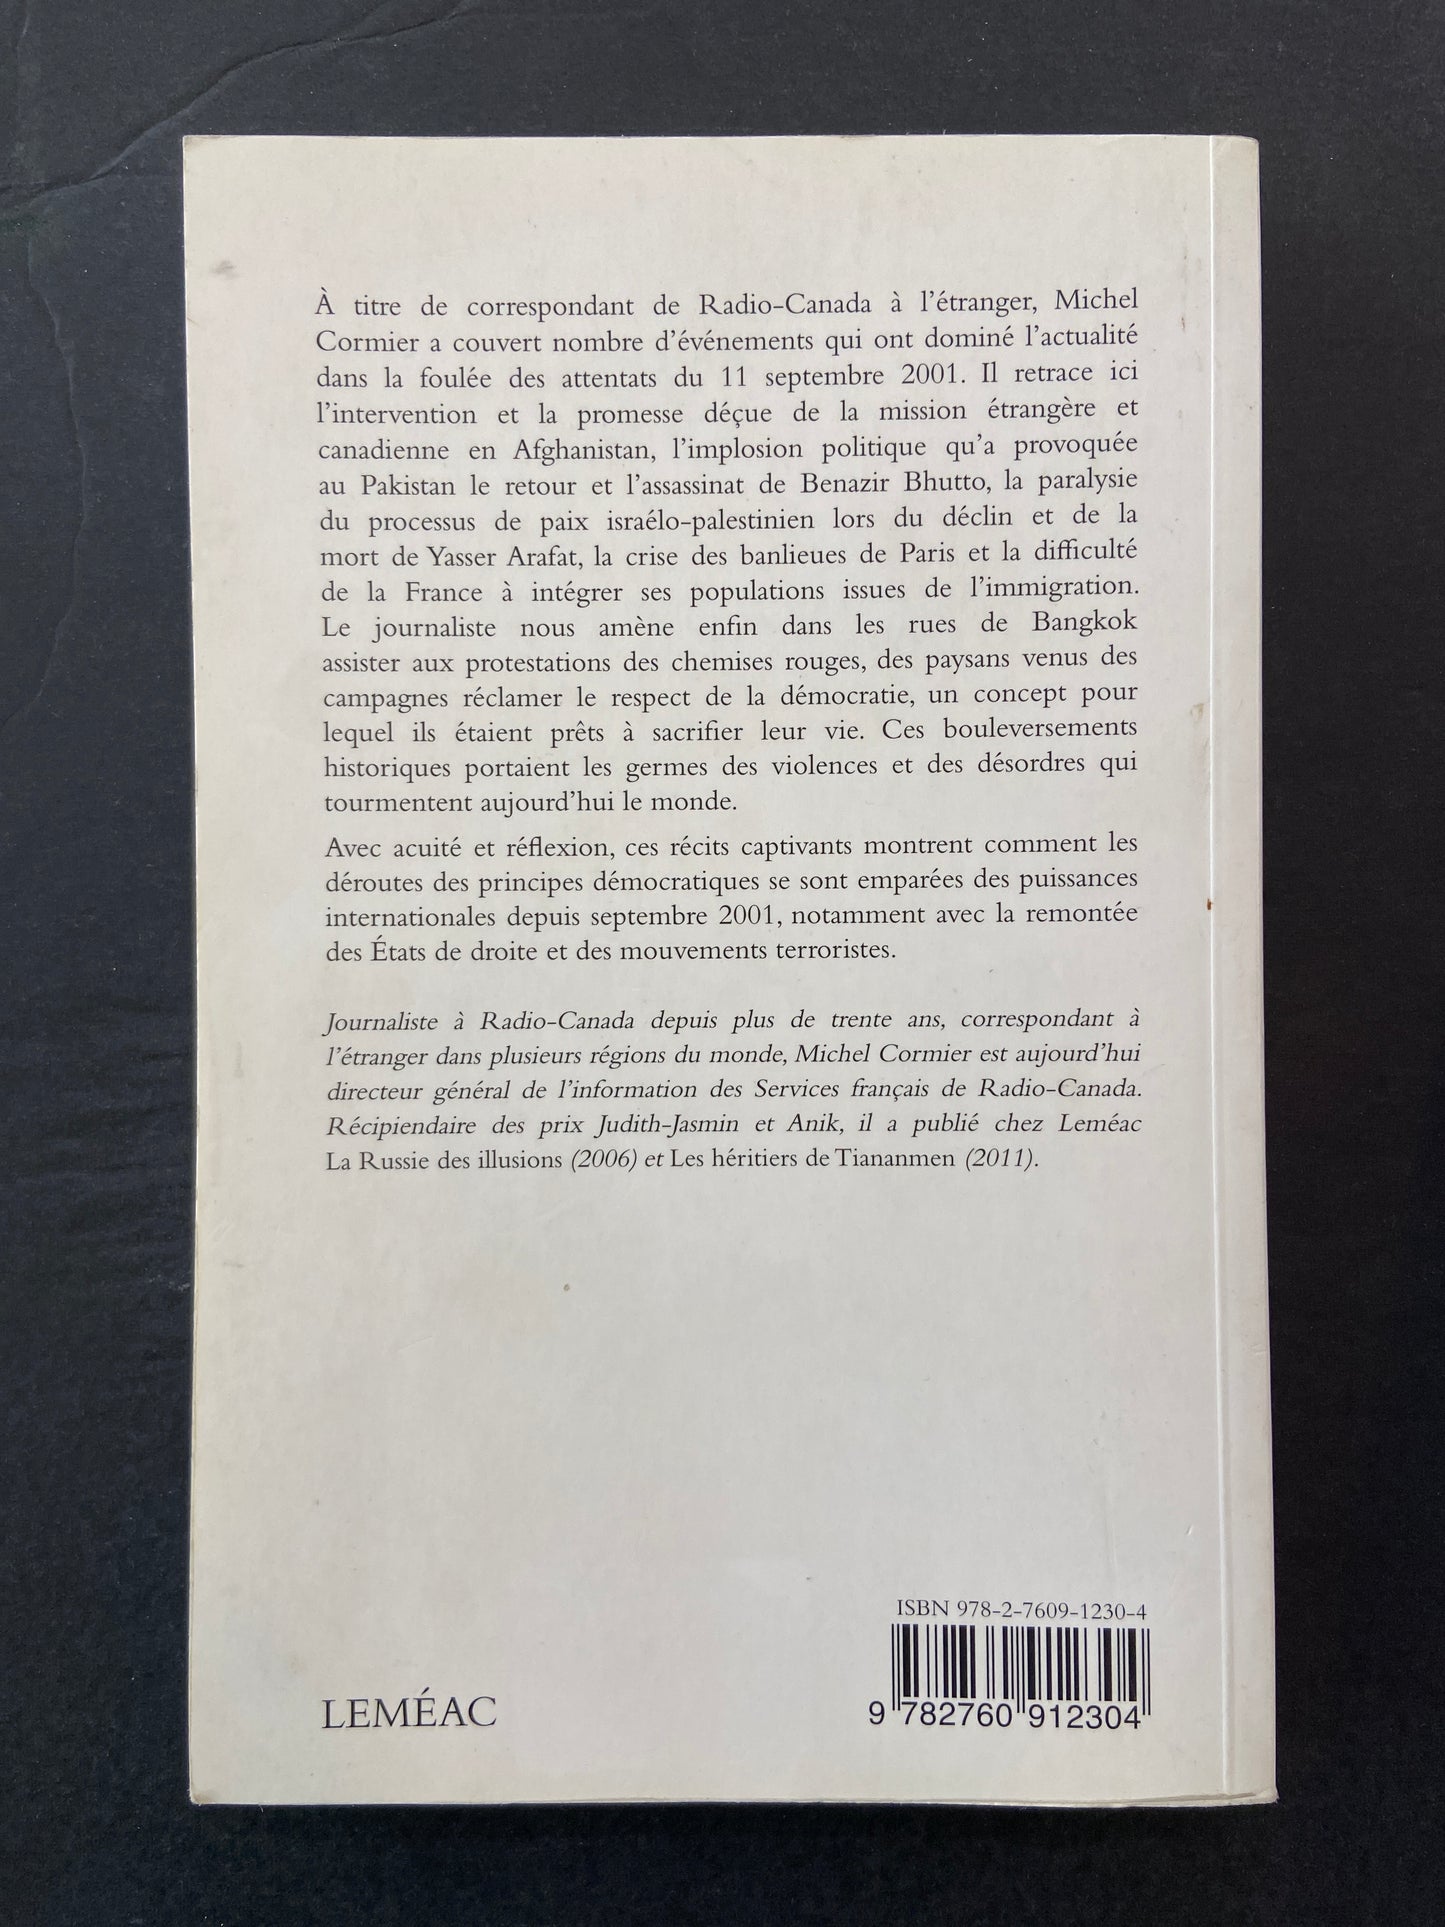 À titre de correspondant de Radio-Canada à l'étranger, Michel
Cormier a couvert nombre d'événements qui ont dominé l'actualité
dans la foulée des attentats du 11 septembre 2001. Il retrace ici
l'intervention et la promesse déçue de la mission étrangère et
canadienne en Afghanistan, l'implosion politique qu'a provoquée
au Pakistan le retour et l'assassinat de Benazir Bhutto, la paralysie
du processus de paix israélo-palestinien lors du déclin et de la
mort de Yasser Arafat, la crise des banlieues de Paris et la difficulté
de la France à intégrer ses populations issues de l'immigration.
Le journaliste nous amène enfin dans les rues de Bangkok
assister aux protestations des chemises rouges, des paysans venus des
campagnes réclamer le respect de la démocratie, un concept pour
lequel ils étaient prêts à sacrifier leur vie. Ces bouleversements
historiques portaient les germes des violences et des désordres qui
tourmentent aujourd'hui le monde.
Avec acuité et réflexion, ces récits captivants montrent comment les
déroutes des principes démocratiques se sont emparées des puissances
internationales depuis septembre 2001, notamment avec la remontée
des États de droite et des mouvements terroristes.
Journaliste à Radio-Canada depuis plus de trente ans, correspondant à
l'étranger dans plusieurs régions du monde, Michel Cormier est aujourd'hui
directeur général de l'information des Services français de Radio-Canada.
Récipiendaire des prix Judith-Jasmin et Anik, il a publié chez Leméac
La Russie des illusions (2006) et Les héritiers de Tiananmen (2011).
ISBN 978-2-7609-1230-4
LEMÉAC
9 782760 912304